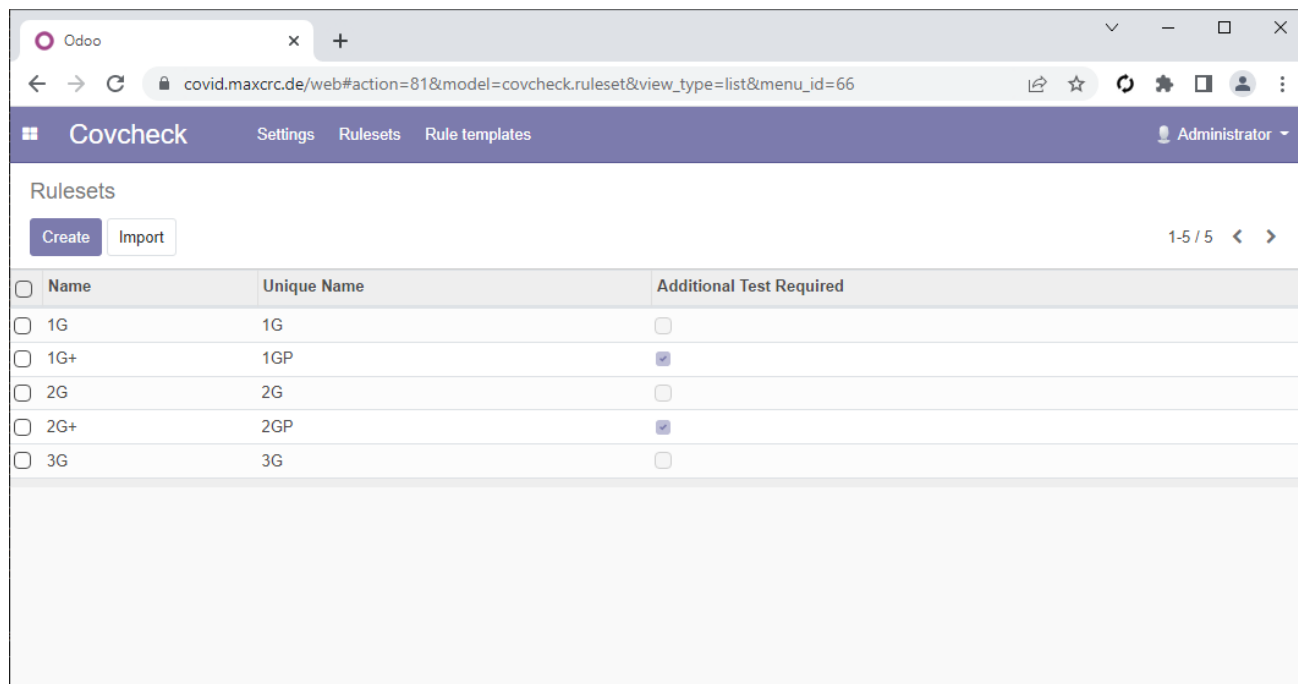 Odoo
covid.maxcrc.de/web#action=81&model=covcheck.ruleset&view_type=list&menu_id=66
Covcheck Settings Rulesets Rule templates Administrator
Rulesets
Create Import 1-5 / 5
Name Unique Name Additional Test Required
1G 1G
1G+ 1GP
2G 2G
2G+ 2GP
3G 3G